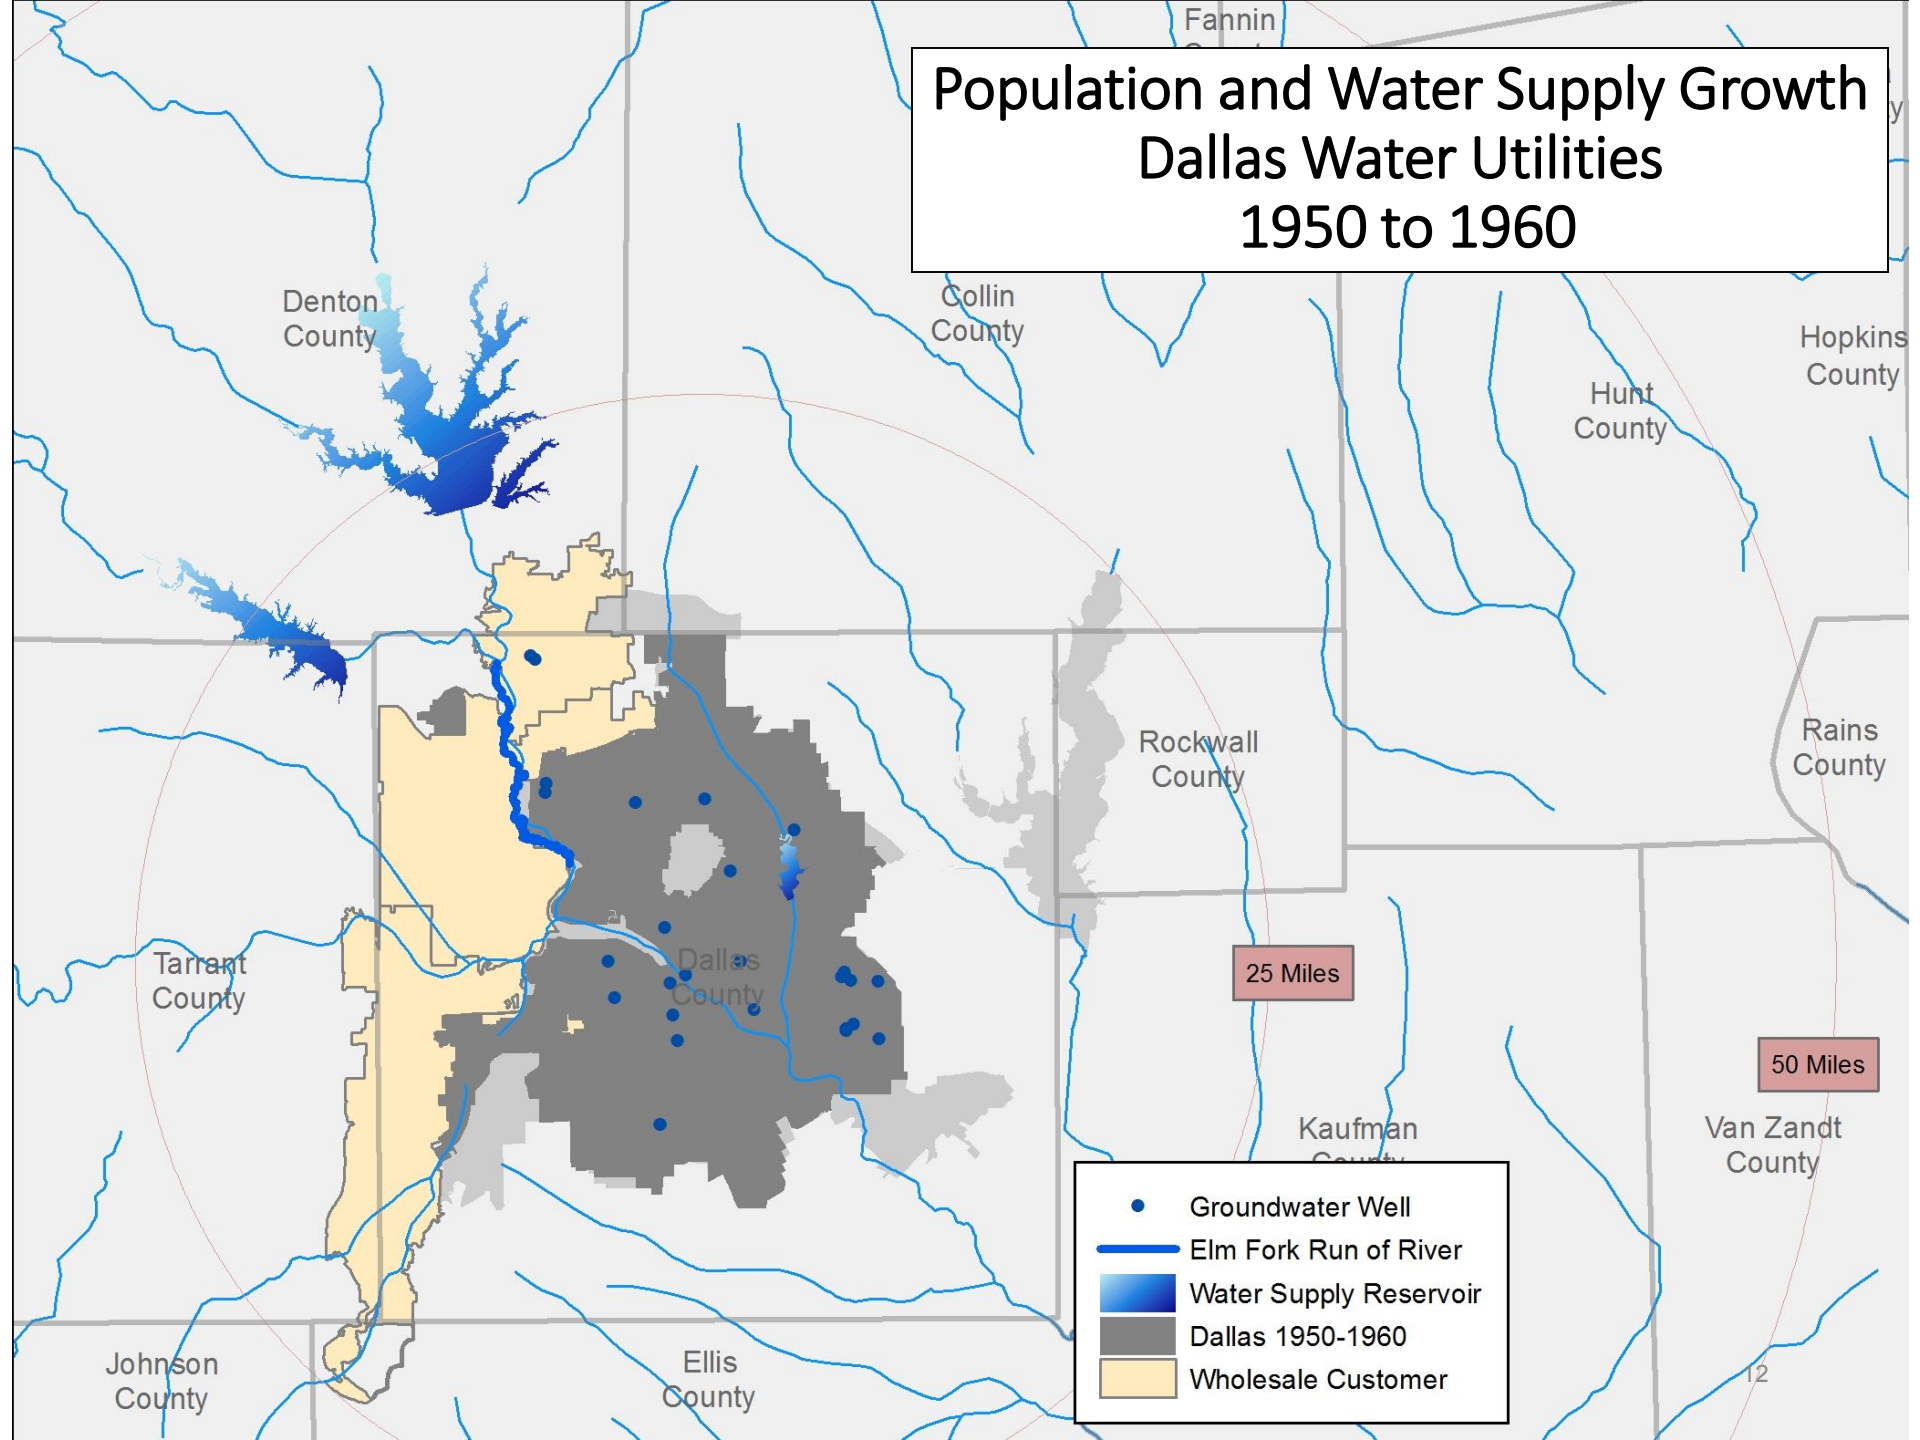 Fannin
Population and Water Supply Growth
Dallas Water Utilities
1950 to 1960
Denton
County
Collin
County
Hopkins
County
Hunt
County
Rockwall
County
Rains
County
Tarrant
County
Dallas
County
25 Miles
50 Miles
Kaufman
County
Van Zandt
County
Groundwater Well
Elm Fork Run of River
Water Supply Reservoir
Dallas 1950-1960
Wholesale Customer
Johnson
County
Ellis
County
12